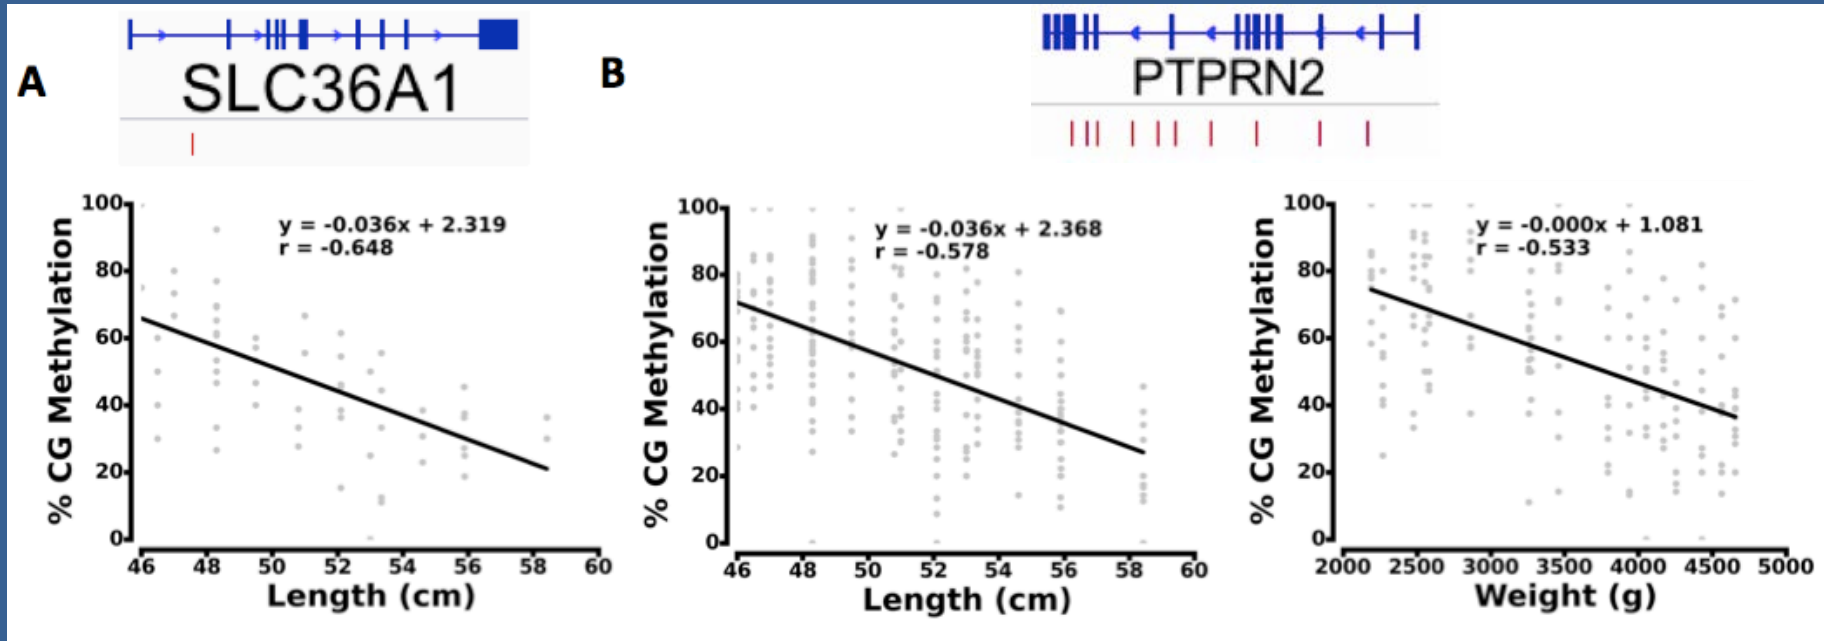 A
SLC36A1
B
PTPRN2
y = -0.036x + 2.319
r = -0.648
% CG Methylation
100
80
60
40
20
0
46 48 50 52 54 56 58 60
Length (cm)
y = -0.036x + 2.368
r = -0.578
% CG Methylation
100
80
60
40
20
0
46 48 50 52 54 56 58 60
Length (cm)
y = -0.000x + 1.081
r = -0.533
% CG Methylation
100
80
60
40
20
0
2000 2500 3000 3500 4000 4500 5000
Weight (g)